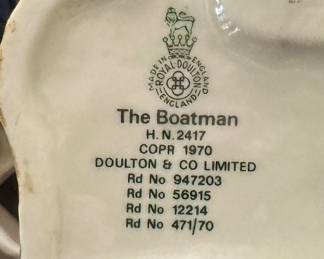 MADE IN ENGLAND
ROYAL·DOULTON
ENGLAND
The Boatman
H.N.2417
COPR 1970
DOULTON & CO LIMITED
Rd No 947203
Rd No 56915
Rd No 12214
Rd No 471/70